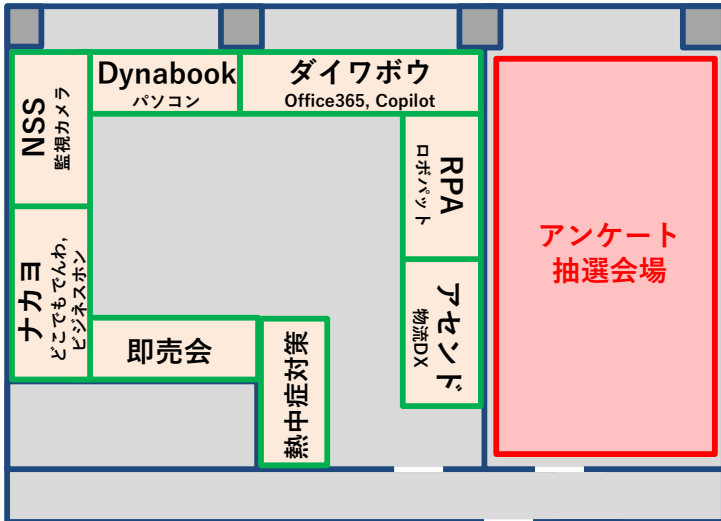 NSS
監視カメラ
Dynabook
パソコン
ダイワボウ
Office365, Copilot
RPA
ロボパット
アンケート
抽選会場
ナカヨ
どこでもでんわ,
ビジネスホン
アセンド
物流DX
即売会
熱中症対策